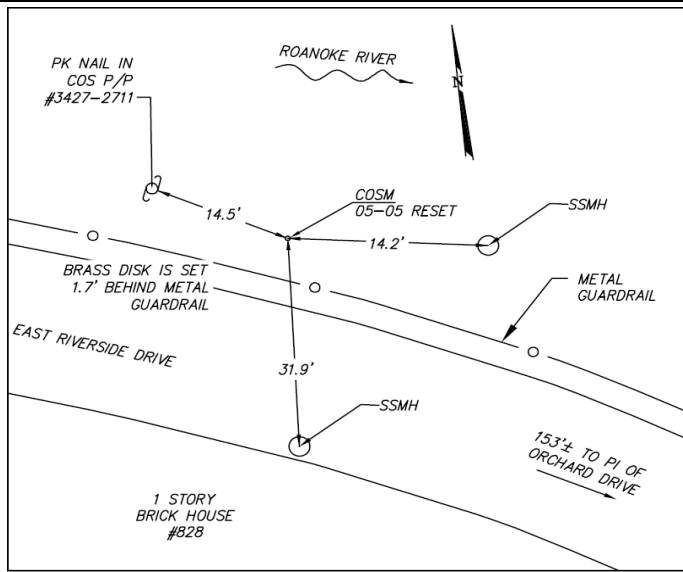 PK NAIL IN
COS P/P
#3427-2711
ROANOKE RIVER
N
COSM
05-05 RESET
SSMH
14.5'
14.2'
BRASS DISK IS SET
1.7' BEHIND METAL
GUARDRAIL
METAL
GUARDRAIL
EAST RIVERSIDE DRIVE
31.9'
SSMH
153'± TO PI OF
ORCHARD DRIVE
1 STORY
BRICK HOUSE
#828